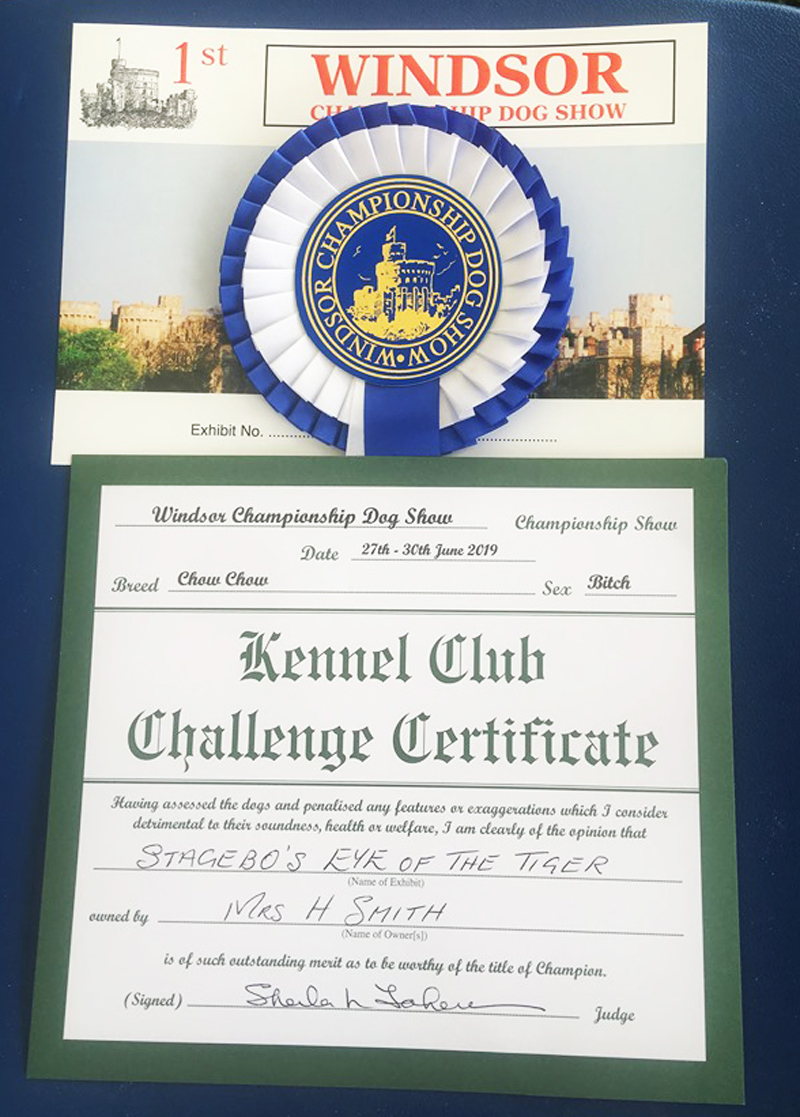 1st
WINDSOR
CHAMPIONSHIP DOG SHOW
WINDSOR CHAMPIONSHIP DOG SHOW
Exhibit No. ............
Windsor Championship Dog Show Championship Show
Date 27th - 30th June 2019
Breed Chow Chow Sex Bitch
Kennel Club
Challenge Certificate
Having assessed the dogs and penalised any features or exaggerations which I consider
detrimental to their soundness, health or welfare, I am clearly of the opinion that
STAGEBO'S EYE OF THE TIGER
(Name of Exhibit)
owned by MRS H SMITH
(Name of Owner[s])
is of such outstanding merit as to be worthy of the title of Champion.
(Signed) Judge